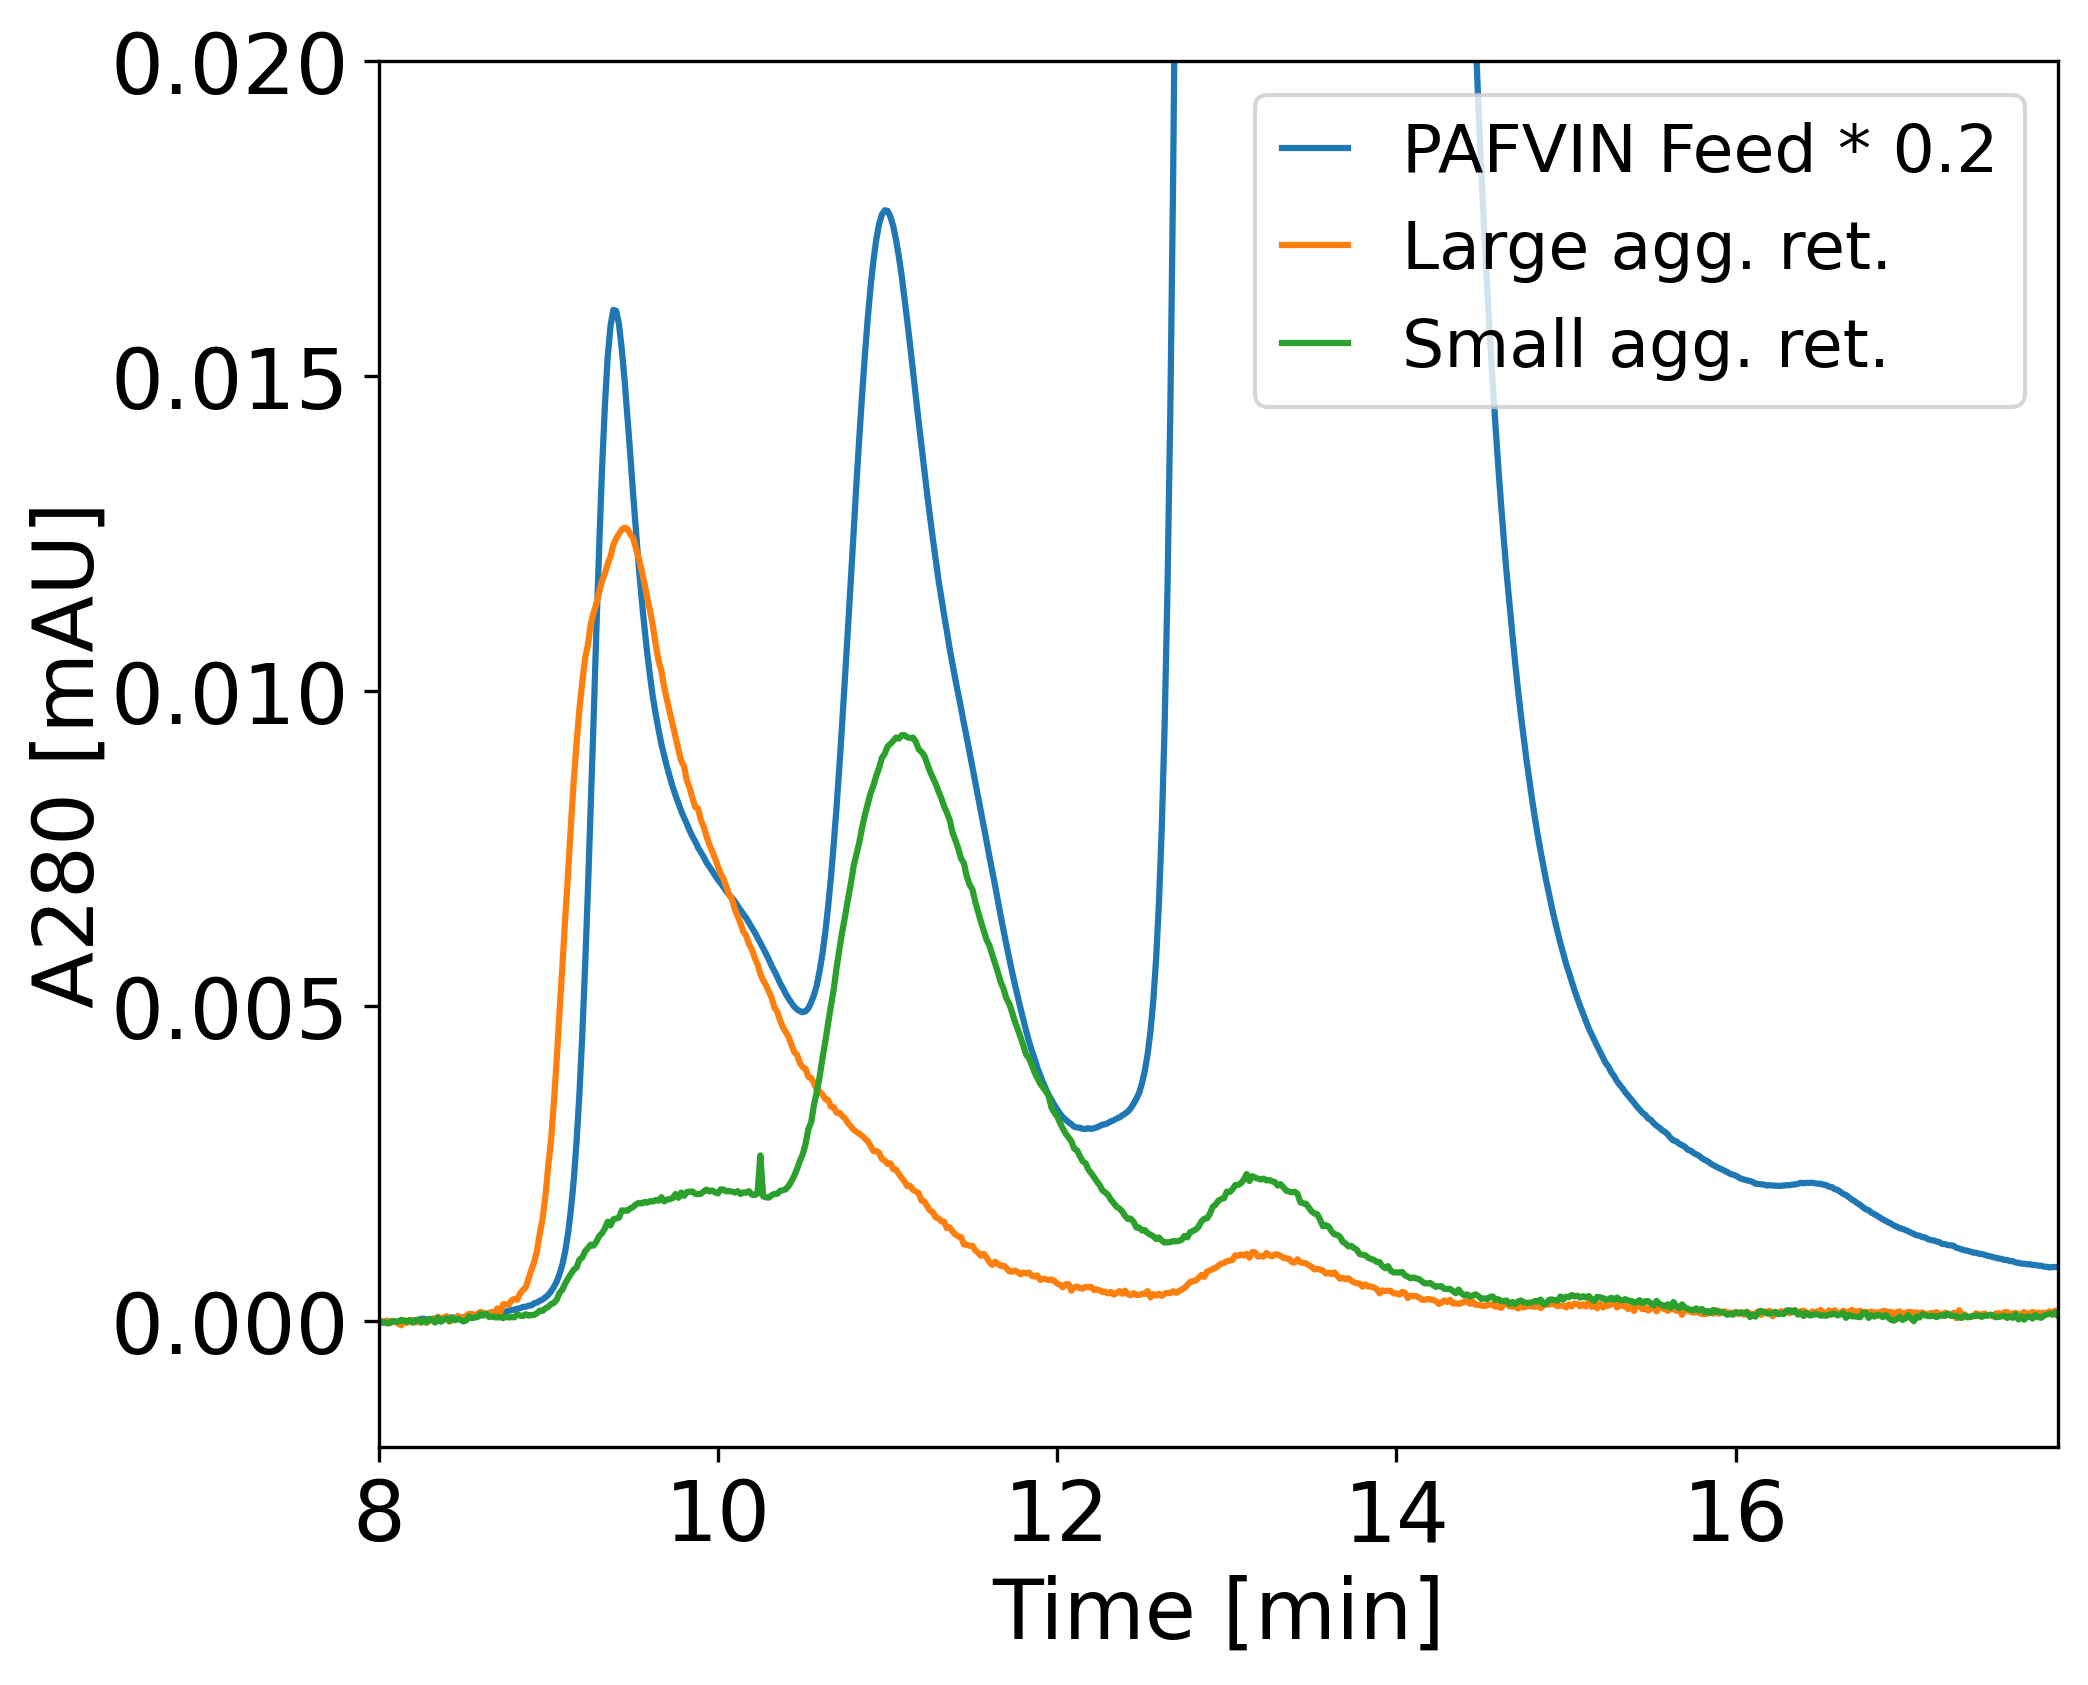 0.020
0.015
0.010
0.005
0.000
A280 [mAU]
PAFVIN Feed * 0.2
Large agg. ret.
Small agg. ret.
8 10 12 14 16
Time [min]